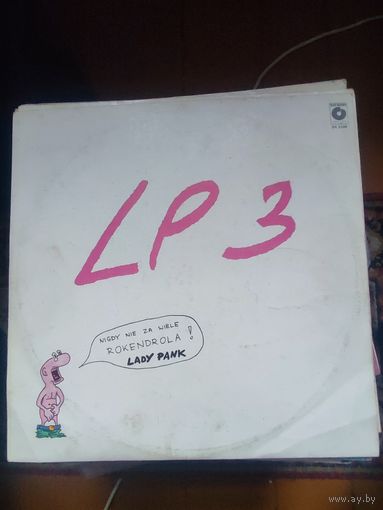 LP 3
NIGDY NIE ZA WIELE
ROKENDROLA !
LADY PANK
www.ay.by